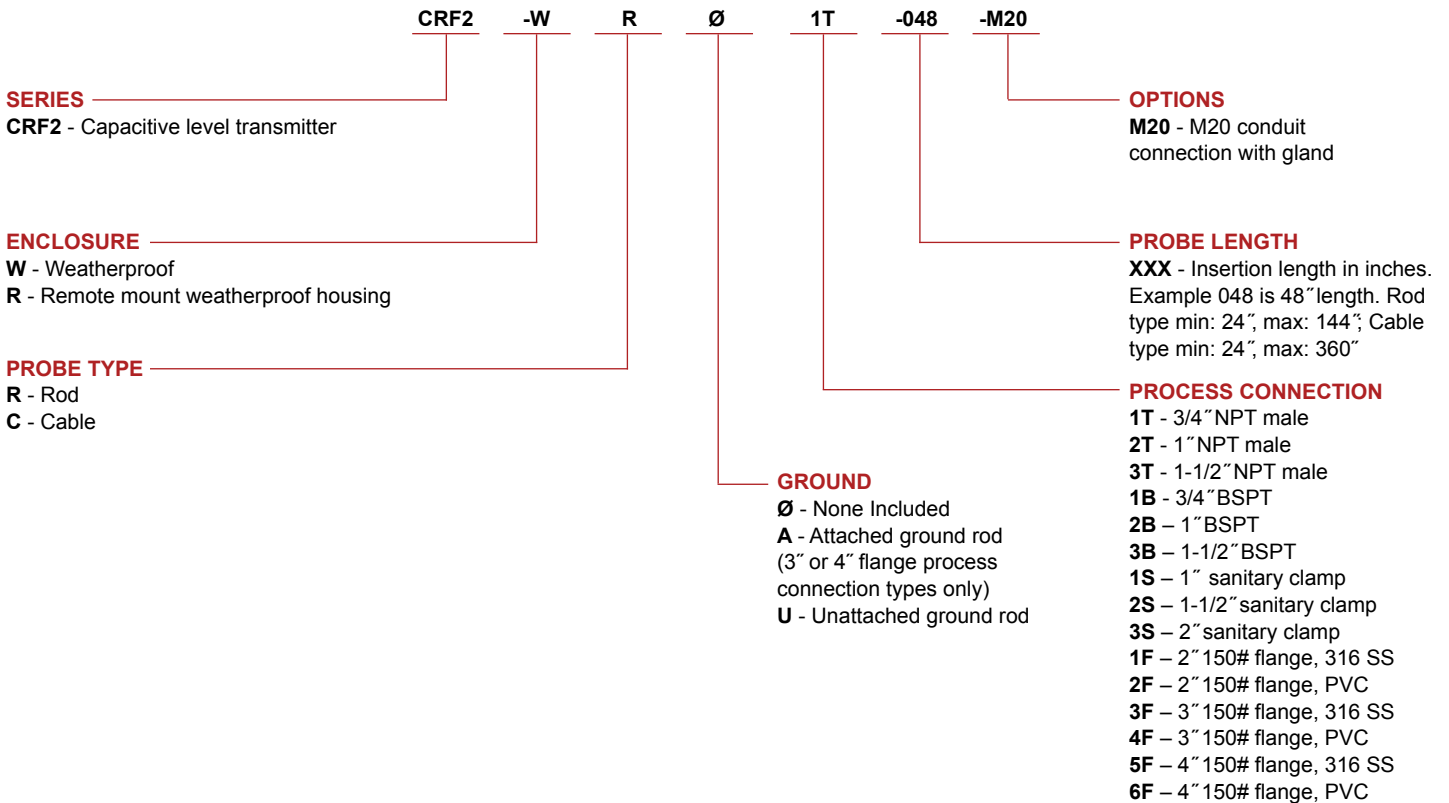 CRF2 -W R Ø 1T -048 -M20
SERIES
CRF2 - Capacitive level transmitter
ENCLOSURE
W - Weatherproof
R - Remote mount weatherproof housing
PROBE TYPE
R - Rod
C - Cable
GROUND
Ø - None Included
A - Attached ground rod
(3˝ or 4˝ flange process
connection types only)
U - Unattached ground rod
OPTIONS
M20 - M20 conduit
connection with gland
PROBE LENGTH
XXX - Insertion length in inches.
Example 048 is 48˝ length. Rod
type min: 24˝, max: 144˝; Cable
type min: 24˝, max: 360˝
PROCESS CONNECTION
1T - 3/4˝ NPT male
2T - 1˝ NPT male
3T - 1-1/2˝ NPT male
1B - 3/4˝ BSPT
2B – 1˝ BSPT
3B – 1-1/2˝ BSPT
1S – 1˝ sanitary clamp
2S – 1-1/2˝ sanitary clamp
3S – 2˝ sanitary clamp
1F – 2˝ 150# flange, 316 SS
2F – 2˝ 150# flange, PVC
3F – 3˝ 150# flange, 316 SS
4F – 3˝ 150# flange, PVC
5F – 4˝ 150# flange, 316 SS
6F – 4˝ 150# flange, PVC